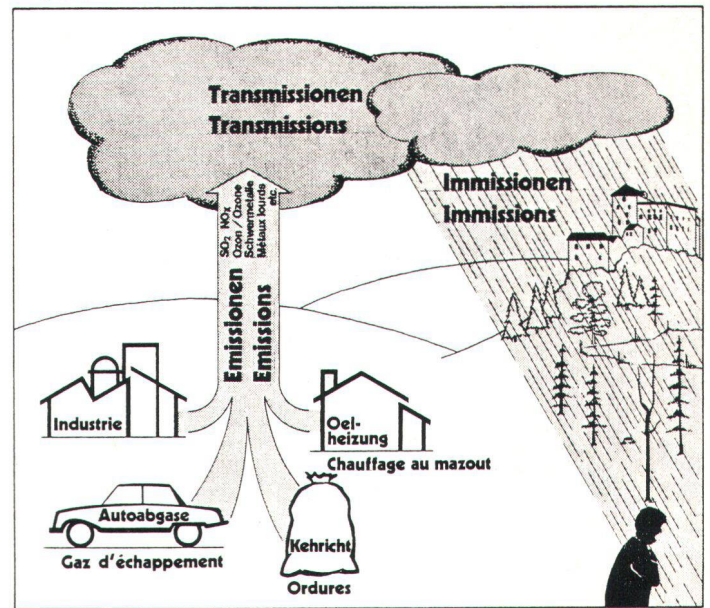 Transmissionen
Transmissions
Immissionen
Immissions
SO₂ NOx
Ozon / Ozone
Schwermetalle
Métaux lourds
etc.
Emissionen
Emissions
Industrie
Oel-
heizung
Chauffage au mazout
Autoabgase
Gaz d'échappement
Kehricht
Ordures